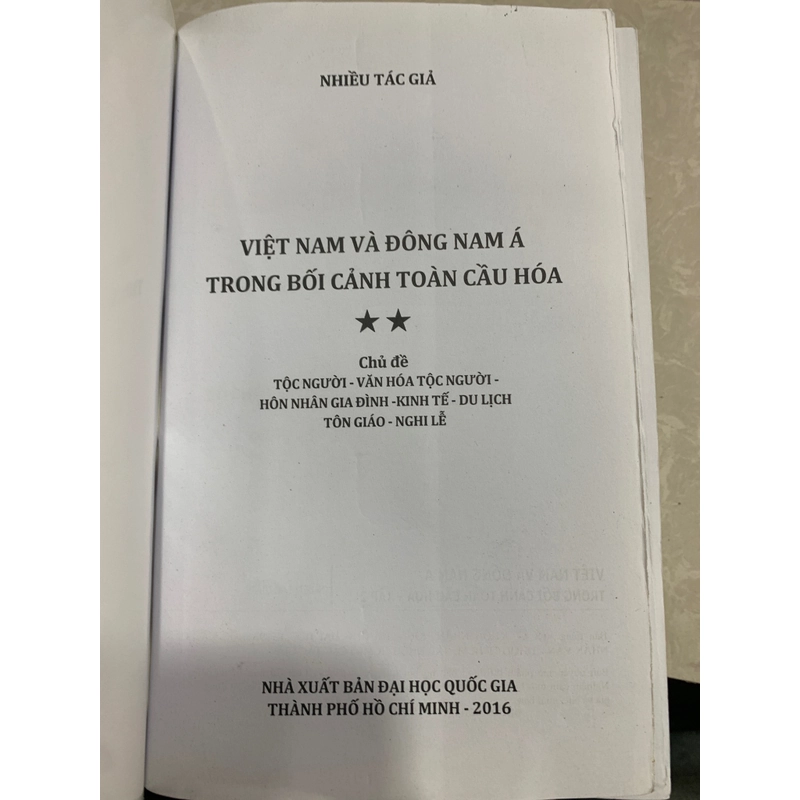 NHIỀU TÁC GIẢ
VIỆT NAM VÀ ĐÔNG NAM Á
TRONG BỐI CẢNH TOÀN CẦU HÓA
★ ★
Chủ đề
TỘC NGƯỜI - VĂN HÓA TỘC NGƯỜI -
HÔN NHÂN GIA ĐÌNH -KINH TẾ - DU LỊCH
TÔN GIÁO - NGHI LỄ
NHÀ XUẤT BẢN ĐẠI HỌC QUỐC GIA
THÀNH PHỐ HỒ CHÍ MINH - 2016